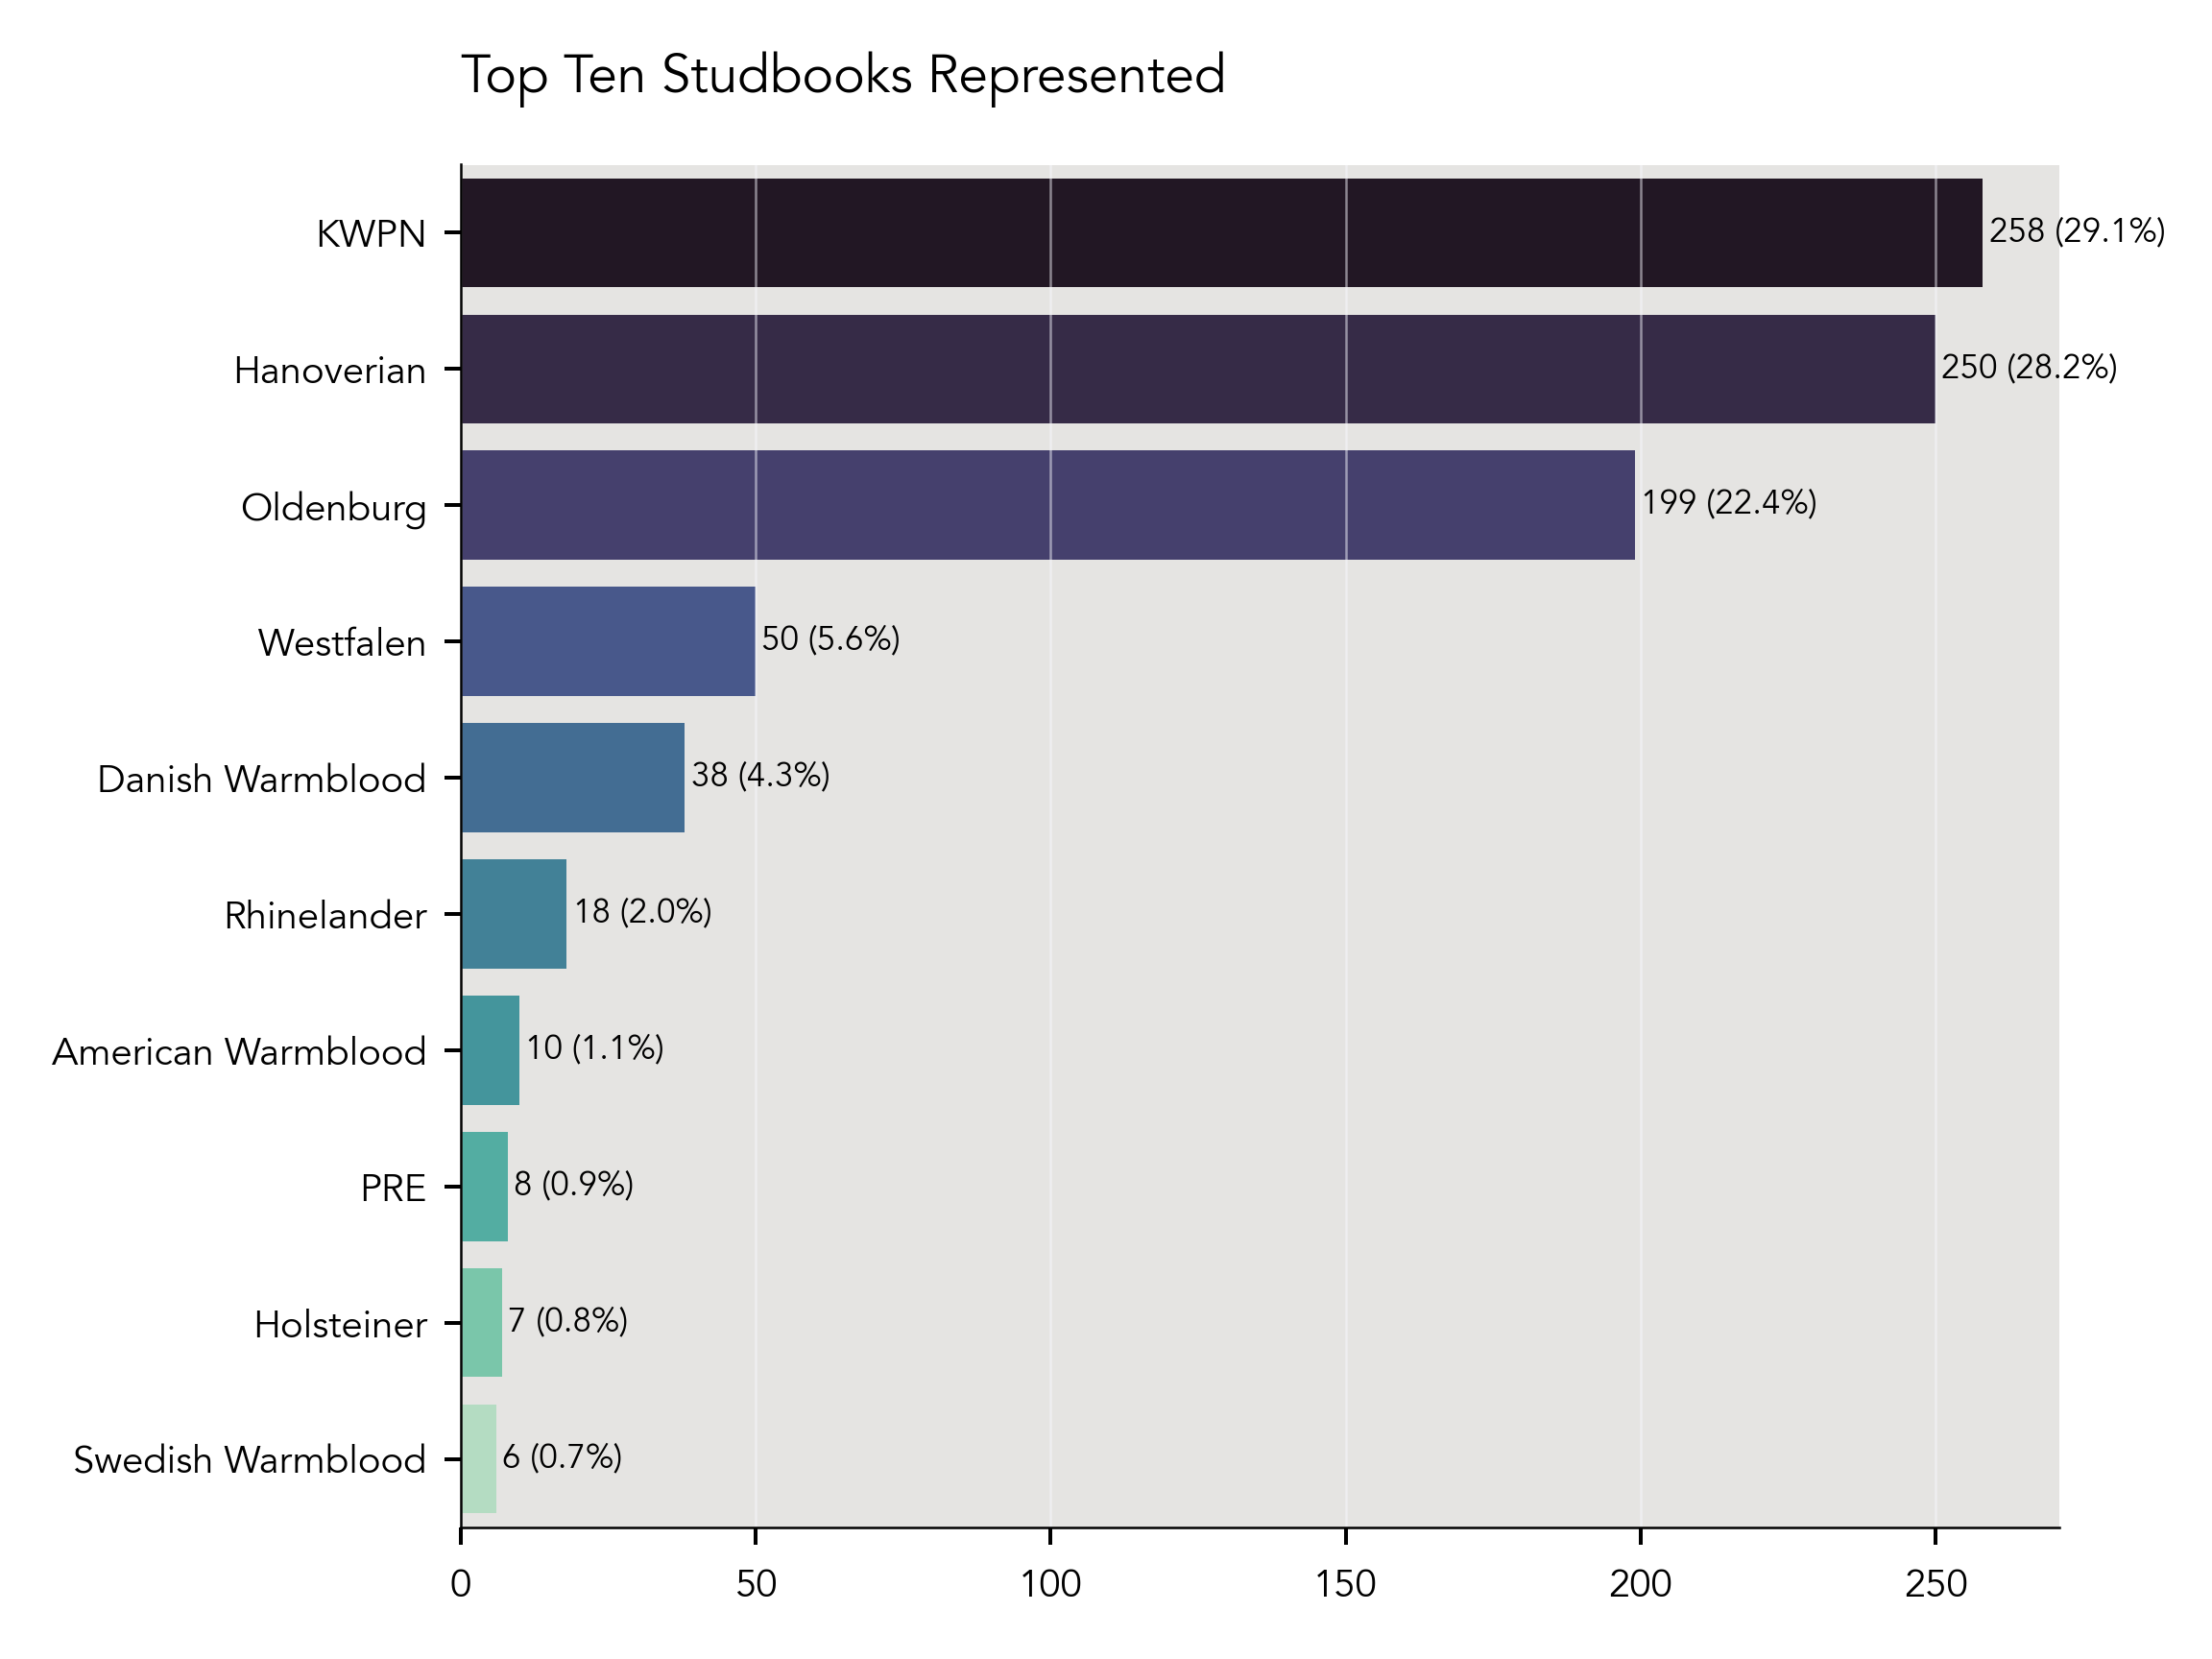 Top Ten Studbooks Represented
KWPN 258 (29.1%)
Hanoverian 250 (28.2%)
Oldenburg 199 (22.4%)
Westfalen 50 (5.6%)
Danish Warmblood 38 (4.3%)
Rhinelander 18 (2.0%)
American Warmblood 10 (1.1%)
PRE 8 (0.9%)
Holsteiner 7 (0.8%)
Swedish Warmblood 6 (0.7%)
0 50 100 150 200 250